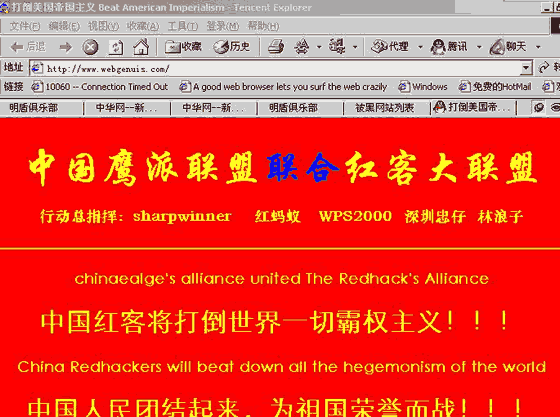 打倒美国帝国主义 Beat American Imperialism - Tencent Explorer
文件(F) 编辑(E) 视图(V) 收藏(A) 工具(T) 登录(M) 帮助(H)
后退 收藏 历史 代理 腾讯 聊天
地址 http://www.webgenuis.com/ 转
链接 10060 -- Connection Timed Out A good web browser lets you surf the web crazily Windows 免费的HotMail
明盾俱乐部 中华网--新... 中华网--新... 明盾俱乐部 被黑网站列表 打倒美国帝...
中国鹰派联盟联合红客大联盟
行动总指挥: sharpwinner 红蚂蚁 WPS2000 深圳忠仔 林浪子
chinaealge's alliance united The Redhack's Alliance
中国红客将打倒世界一切霸权主义！！！
China Redhackers will beat down all the hegemonism of the world
中国人民团结起来，为祖国荣誉而战！！！